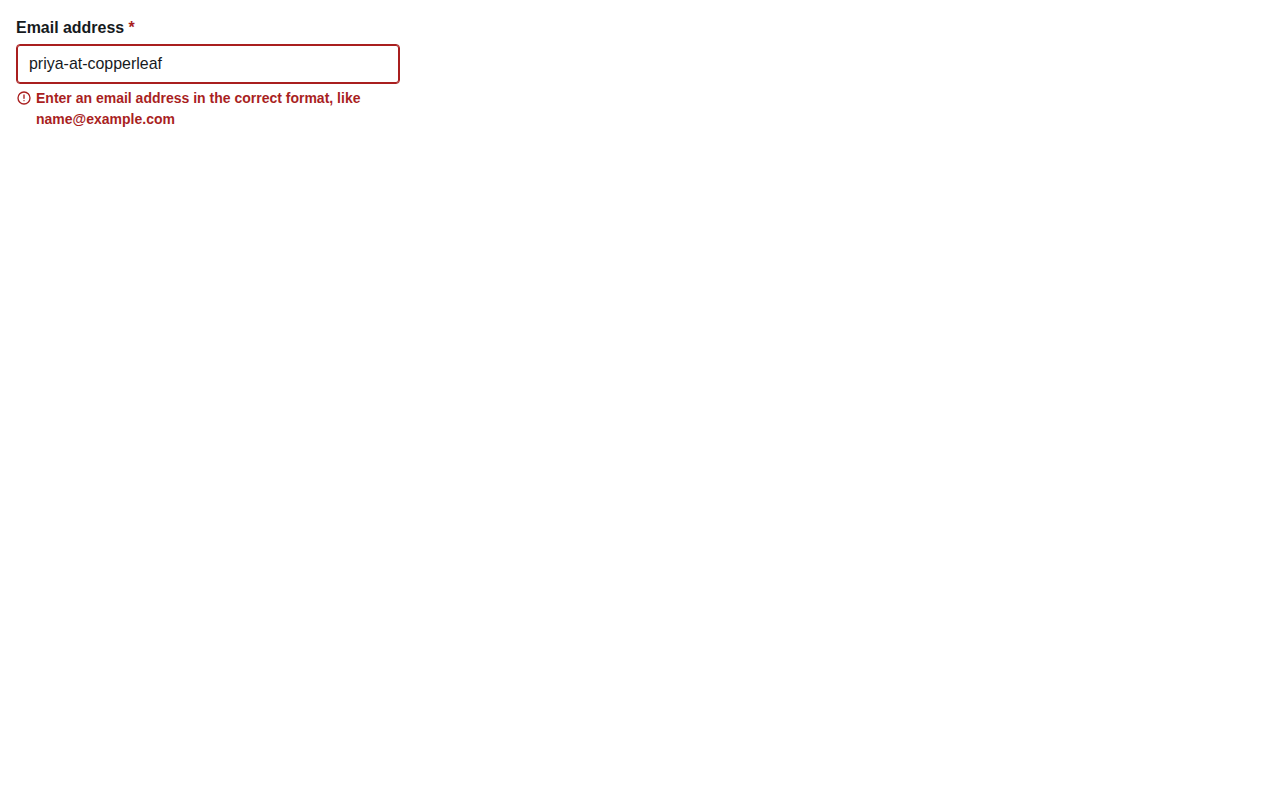 Email address *
priya-at-copperleaf
Enter an email address in the correct format, like
name@example.com